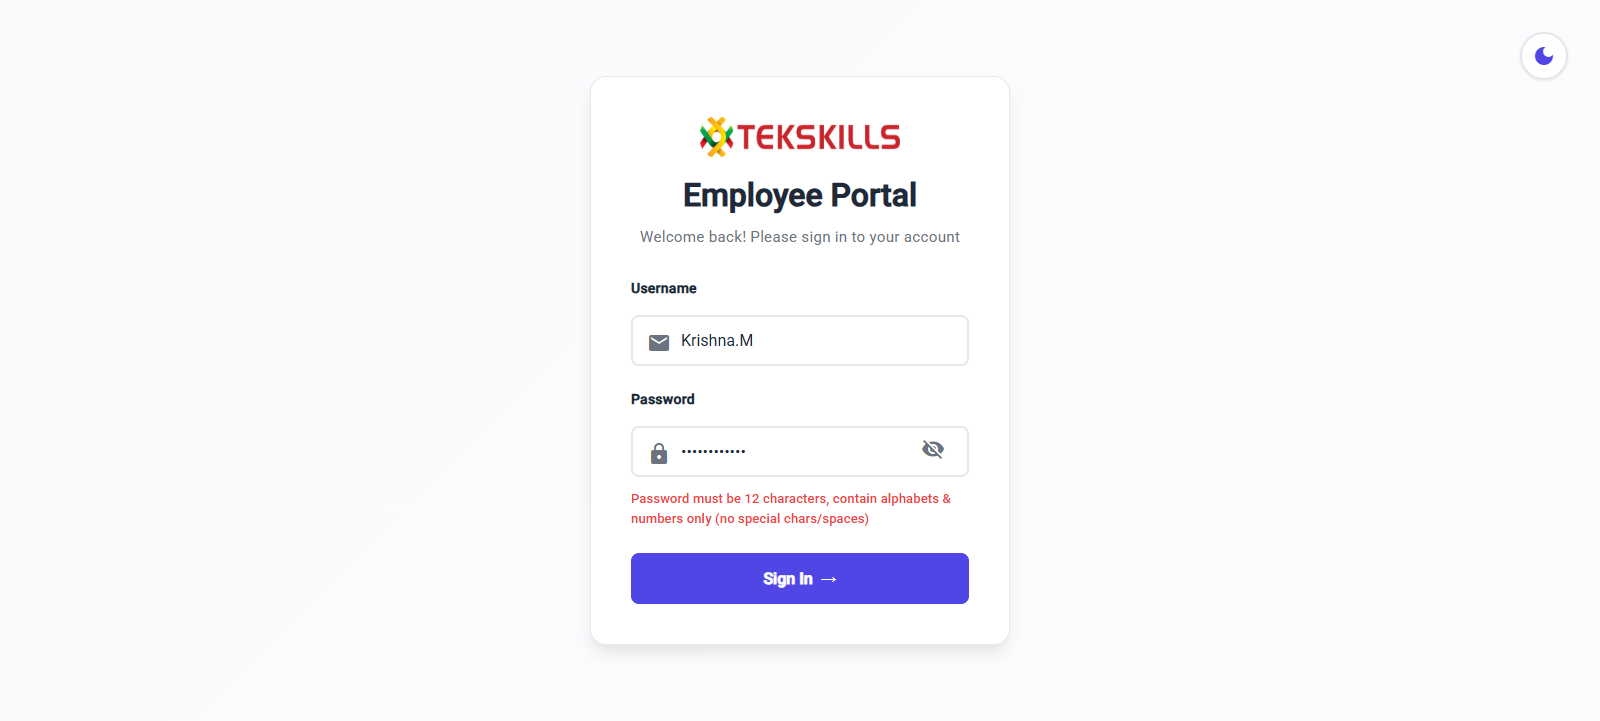 TEKSKILLS
Employee Portal
Welcome back! Please sign in to your account
Username
Krishna.M
Password
••••••••••••
Password must be 12 characters, contain alphabets &
numbers only (no special chars/spaces)
Sign In →